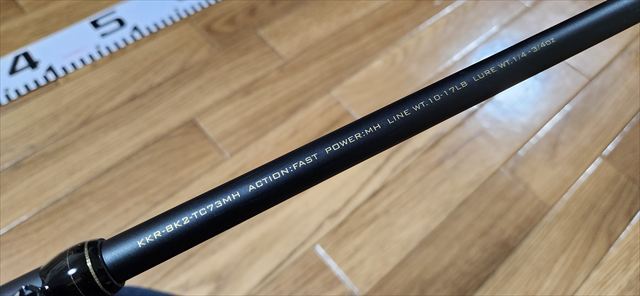 4 5
KKR-BK2-TC73MH ACTION:FAST POWER:MH LINE WT.10-17LB LURE WT.1/4-3/4oz